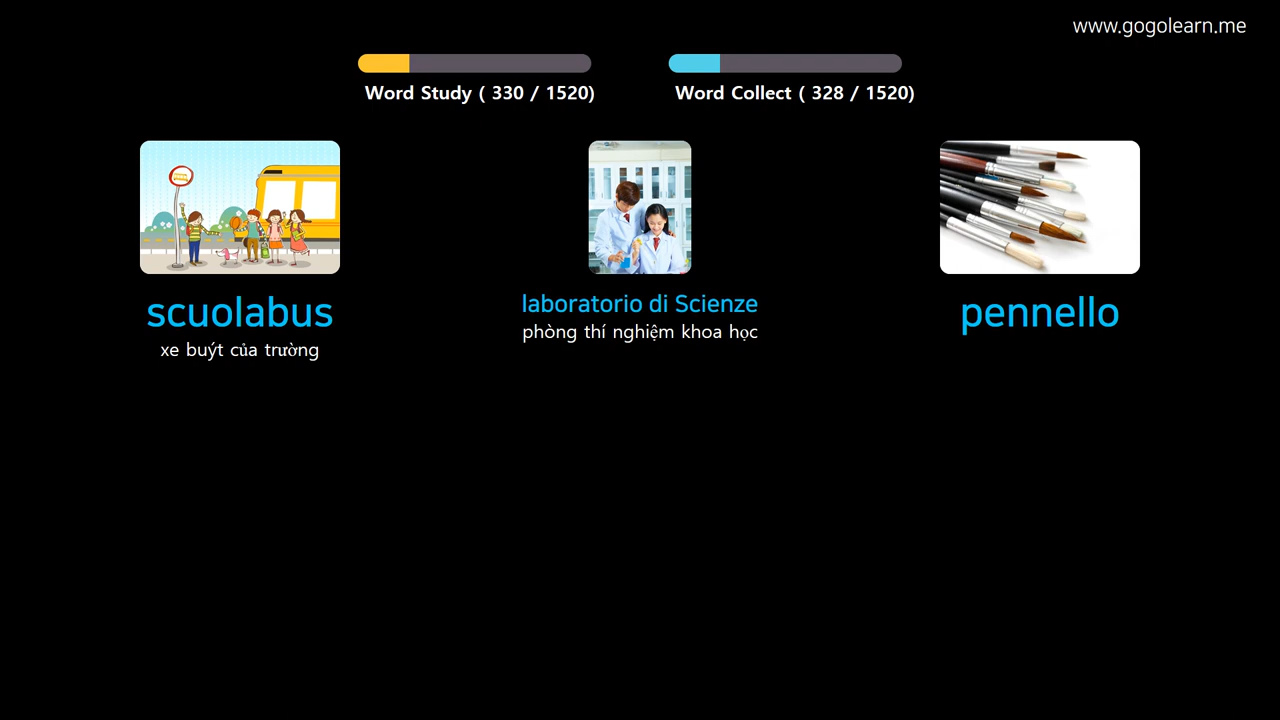 www.gogolearn.me
Word Study ( 330 / 1520)
Word Collect ( 328 / 1520)
scuolabus
xe buýt của trường
laboratorio di Scienze
phòng thí nghiệm khoa học
pennello